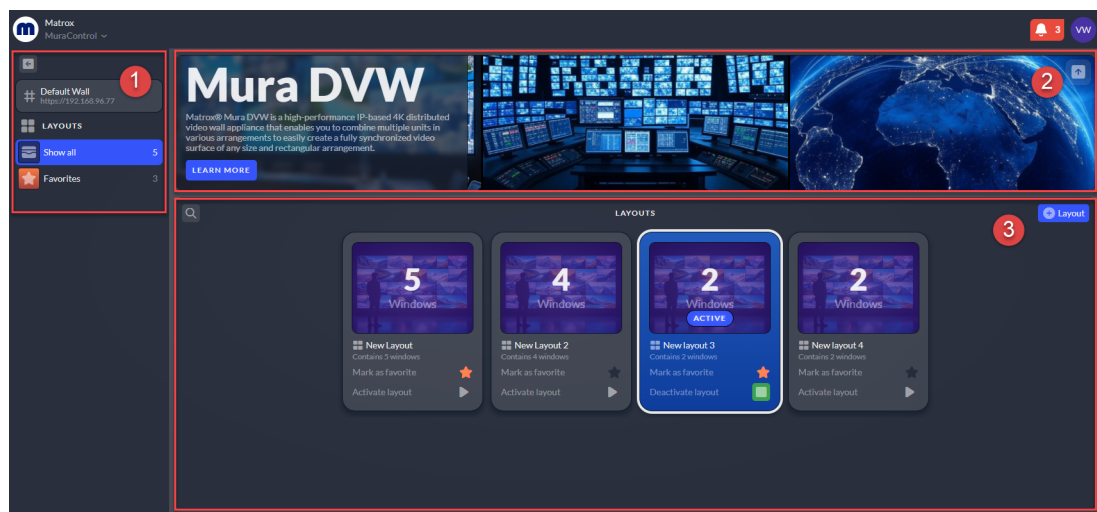 Matrox
MuraControl
3
VW
1
Default Wall
https://192.168.96.77
LAYOUTS
Show all 5
Favorites 3
Mura DVW
Matrox® Mura DVW is a high-performance IP-based 4K distributed
video wall appliance that enables you to combine multiple units in
various arrangements to easily create a fully synchronized video
surface of any size and rectangular arrangement.
LEARN MORE
2
LAYOUTS
Layout
3
5
Windows
New Layout
Contains 5 windows
Mark as favorite
Activate layout
4
Windows
New Layout 2
Contains 4 windows
Mark as favorite
Activate layout
2
Windows
ACTIVE
New layout 3
Contains 2 windows
Mark as favorite
Deactivate layout
2
Windows
New layout 4
Contains 2 windows
Mark as favorite
Activate layout